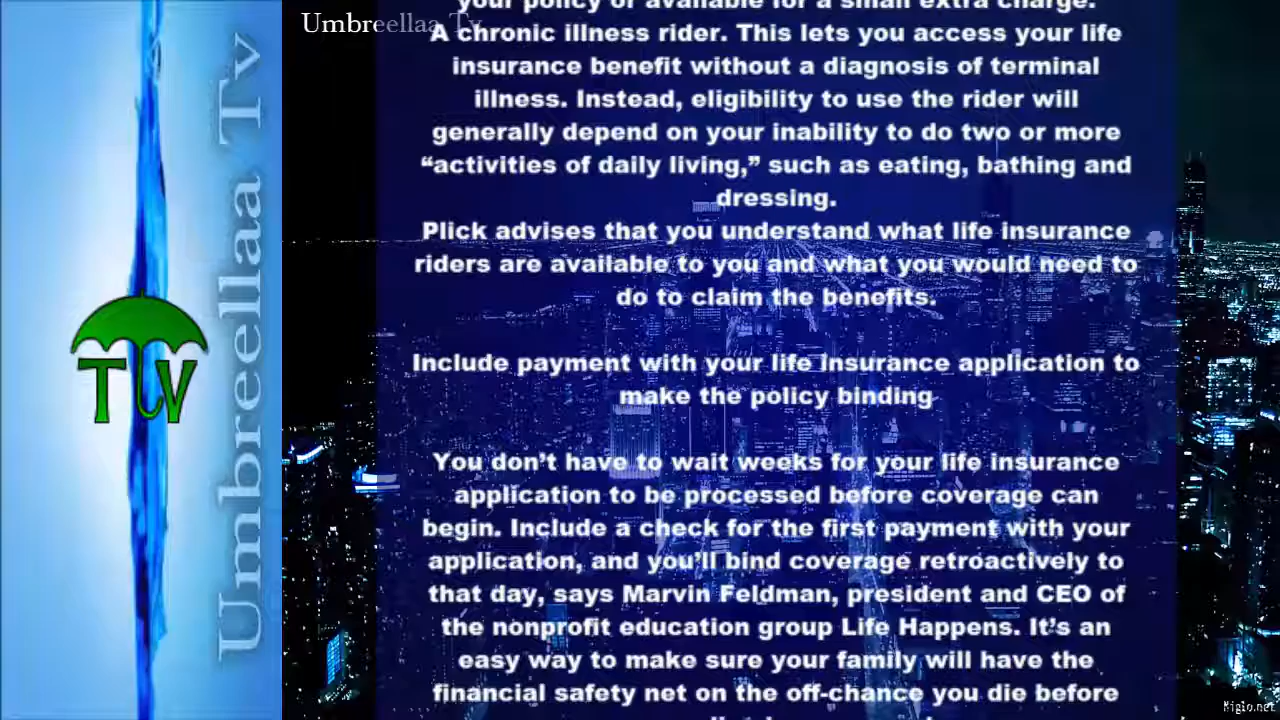 Umbreellaa Tv
your policy or available for a small extra charge.
A chronic illness rider. This lets you access your life
insurance benefit without a diagnosis of terminal
illness. Instead, eligibility to use the rider will
generally depend on your inability to do two or more
“activities of daily living,” such as eating, bathing and
dressing.
Plick advises that you understand what life insurance
riders are available to you and what you would need to
do to claim the benefits.
Include payment with your life insurance application to
make the policy binding
You don’t have to wait weeks for your life insurance
application to be processed before coverage can
begin. Include a check for the first payment with your
application, and you’ll bind coverage retroactively to
that day, says Marvin Feldman, president and CEO of
the nonprofit education group Life Happens. It’s an
easy way to make sure your family will have the
financial safety net on the off-chance you die before
Umbreellaa Tv
TV